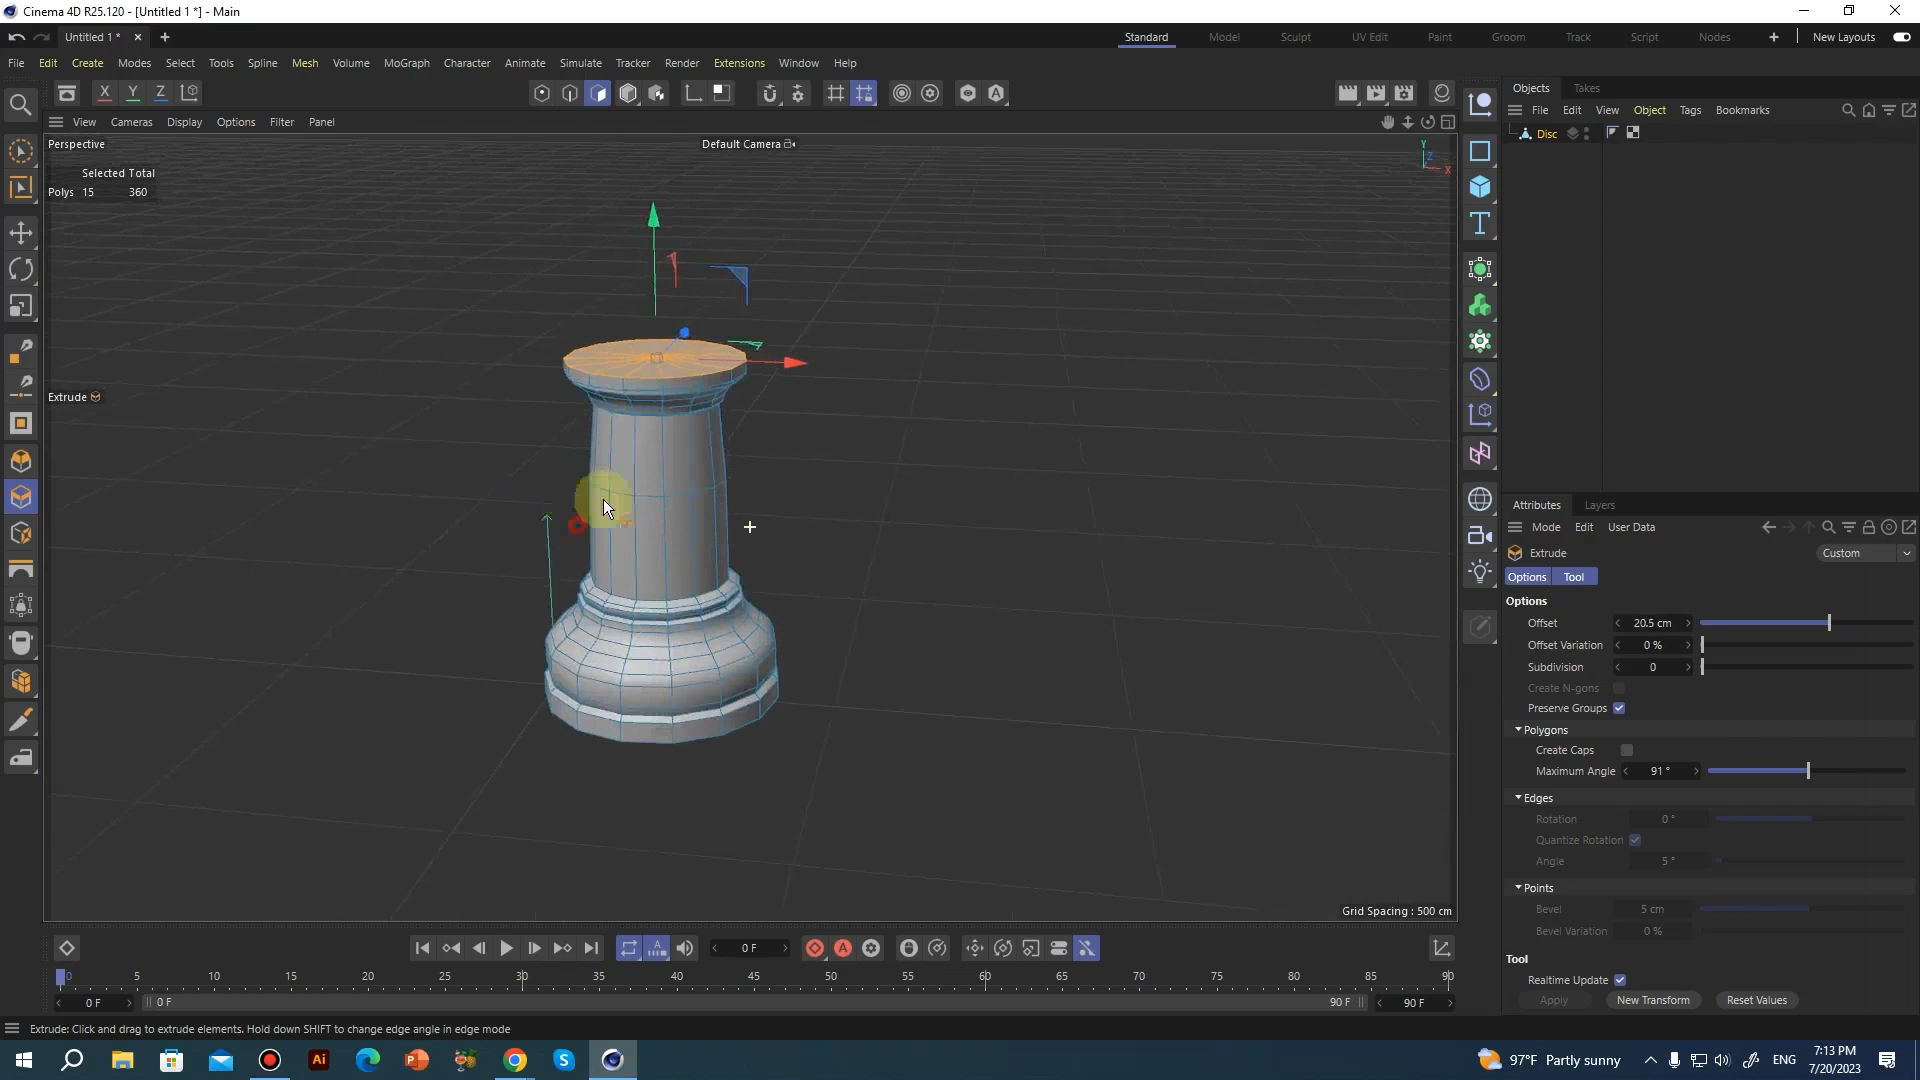 Cinema 4D R25.120 - [Untitled 1 *] - Main
Untitled 1 *
Standard
Model
Sculpt
UV Edit
Paint
Groom
Track
Script
Nodes
New Layouts
File Edit Create Modes Select Tools Spline Mesh Volume MoGraph Character Animate Simulate Tracker Render Extensions Window Help
X Y Z
Objects Takes
View Cameras Display Options Filter Panel
File Edit View Object Tags Bookmarks
Disc
Perspective
Default Camera
Y
Z
X
Selected Total
Polys 15 360
Extrude
Grid Spacing : 500 cm
Attributes Layers
Mode Edit User Data
Extrude
Custom
Options Tool
Options
Offset 20.5 cm
Offset Variation 0 %
Subdivision 0
Create N-gons
Preserve Groups
Polygons
Create Caps
Maximum Angle 91 °
Edges
Rotation 0 °
Quantize Rotation
Angle 5 °
Points
Bevel 5 cm
Bevel Variation 0 %
Tool
Realtime Update
Apply New Transform Reset Values
0 F
0 5 10 15 20 25 30 35 40 45 50 55 60 65 70 75 80 85 90
0 F 0 F 90 F 90 F
Extrude: Click and drag to extrude elements. Hold down SHIFT to change edge angle in edge mode
Ai
97°F Partly sunny
ENG
7:13 PM
7/20/2023